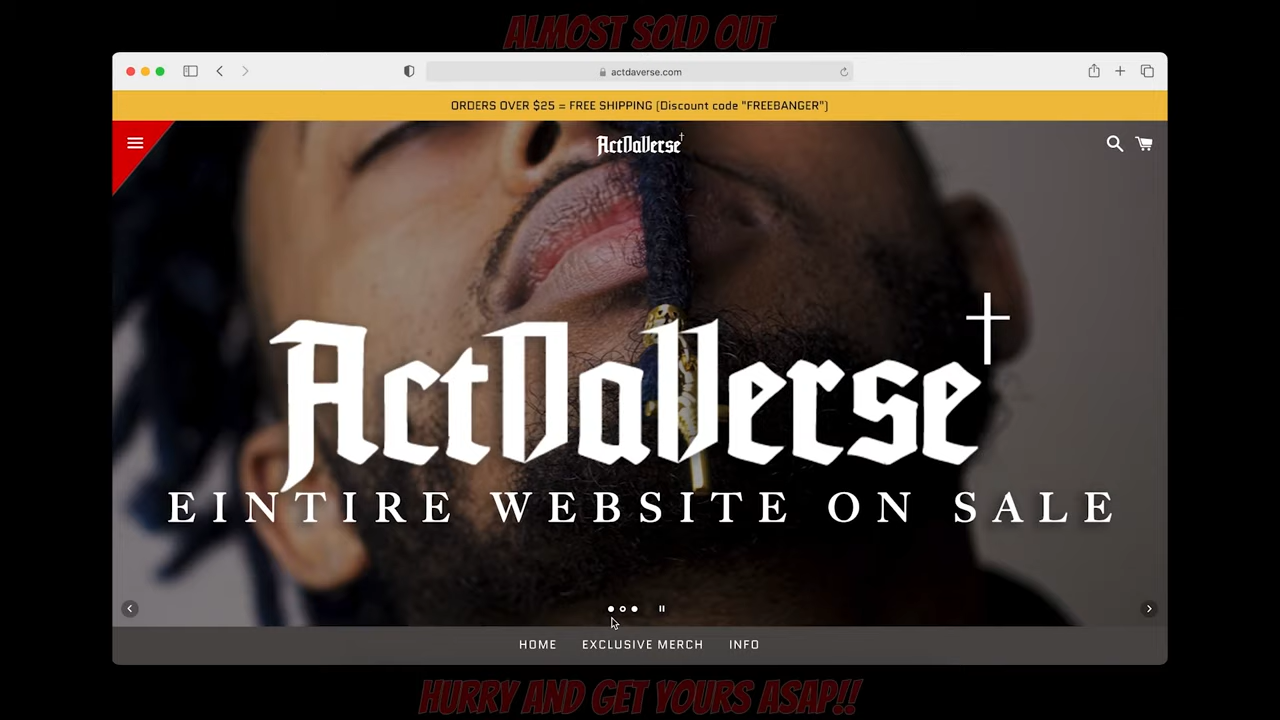 ALMOST SOLD OUT
actdaverse.com
ORDERS OVER $25 = FREE SHIPPING (Discount code "FREEBANGER")
ActDaVerse†
ActDaVerse†
EINTIRE WEBSITE ON SALE
HOME EXCLUSIVE MERCH INFO
HURRY AND GET YOURS ASAP!!